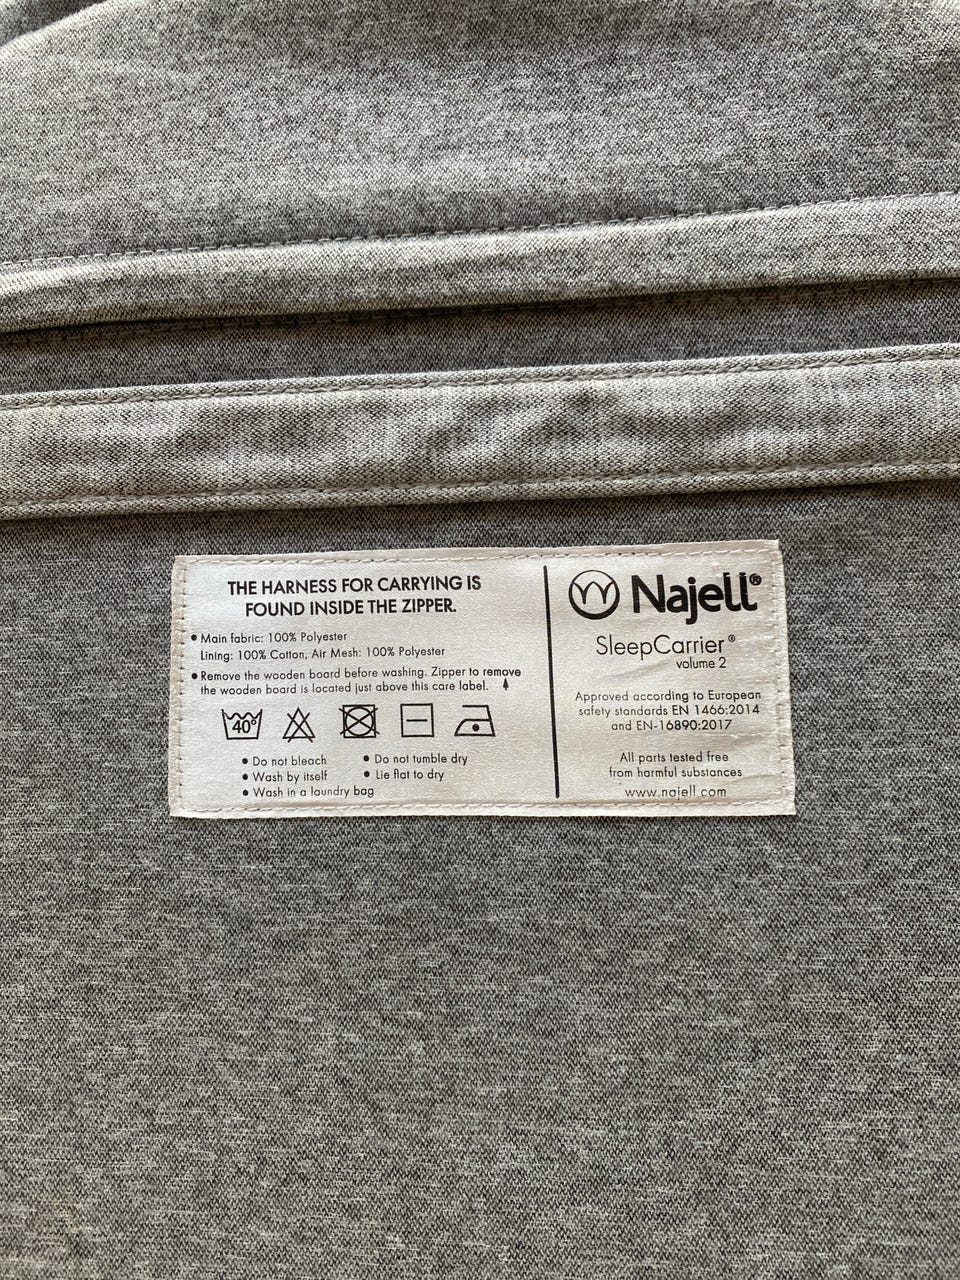 THE HARNESS FOR CARRYING IS
FOUND INSIDE THE ZIPPER.
• Main fabric: 100% Polyester
Lining: 100% Cotton, Air Mesh: 100% Polyester
• Remove the wooden board before washing. Zipper to remove
the wooden board is located just above this care label.
40°
• Do not bleach
• Wash by itself
• Wash in a laundry bag
• Do not tumble dry
• Lie flat to dry
Najell®
SleepCarrier®
volume 2
Approved according to European
safety standards EN 1466:2014
and EN-16890:2017
All parts tested free
from harmful substances
www.najell.com